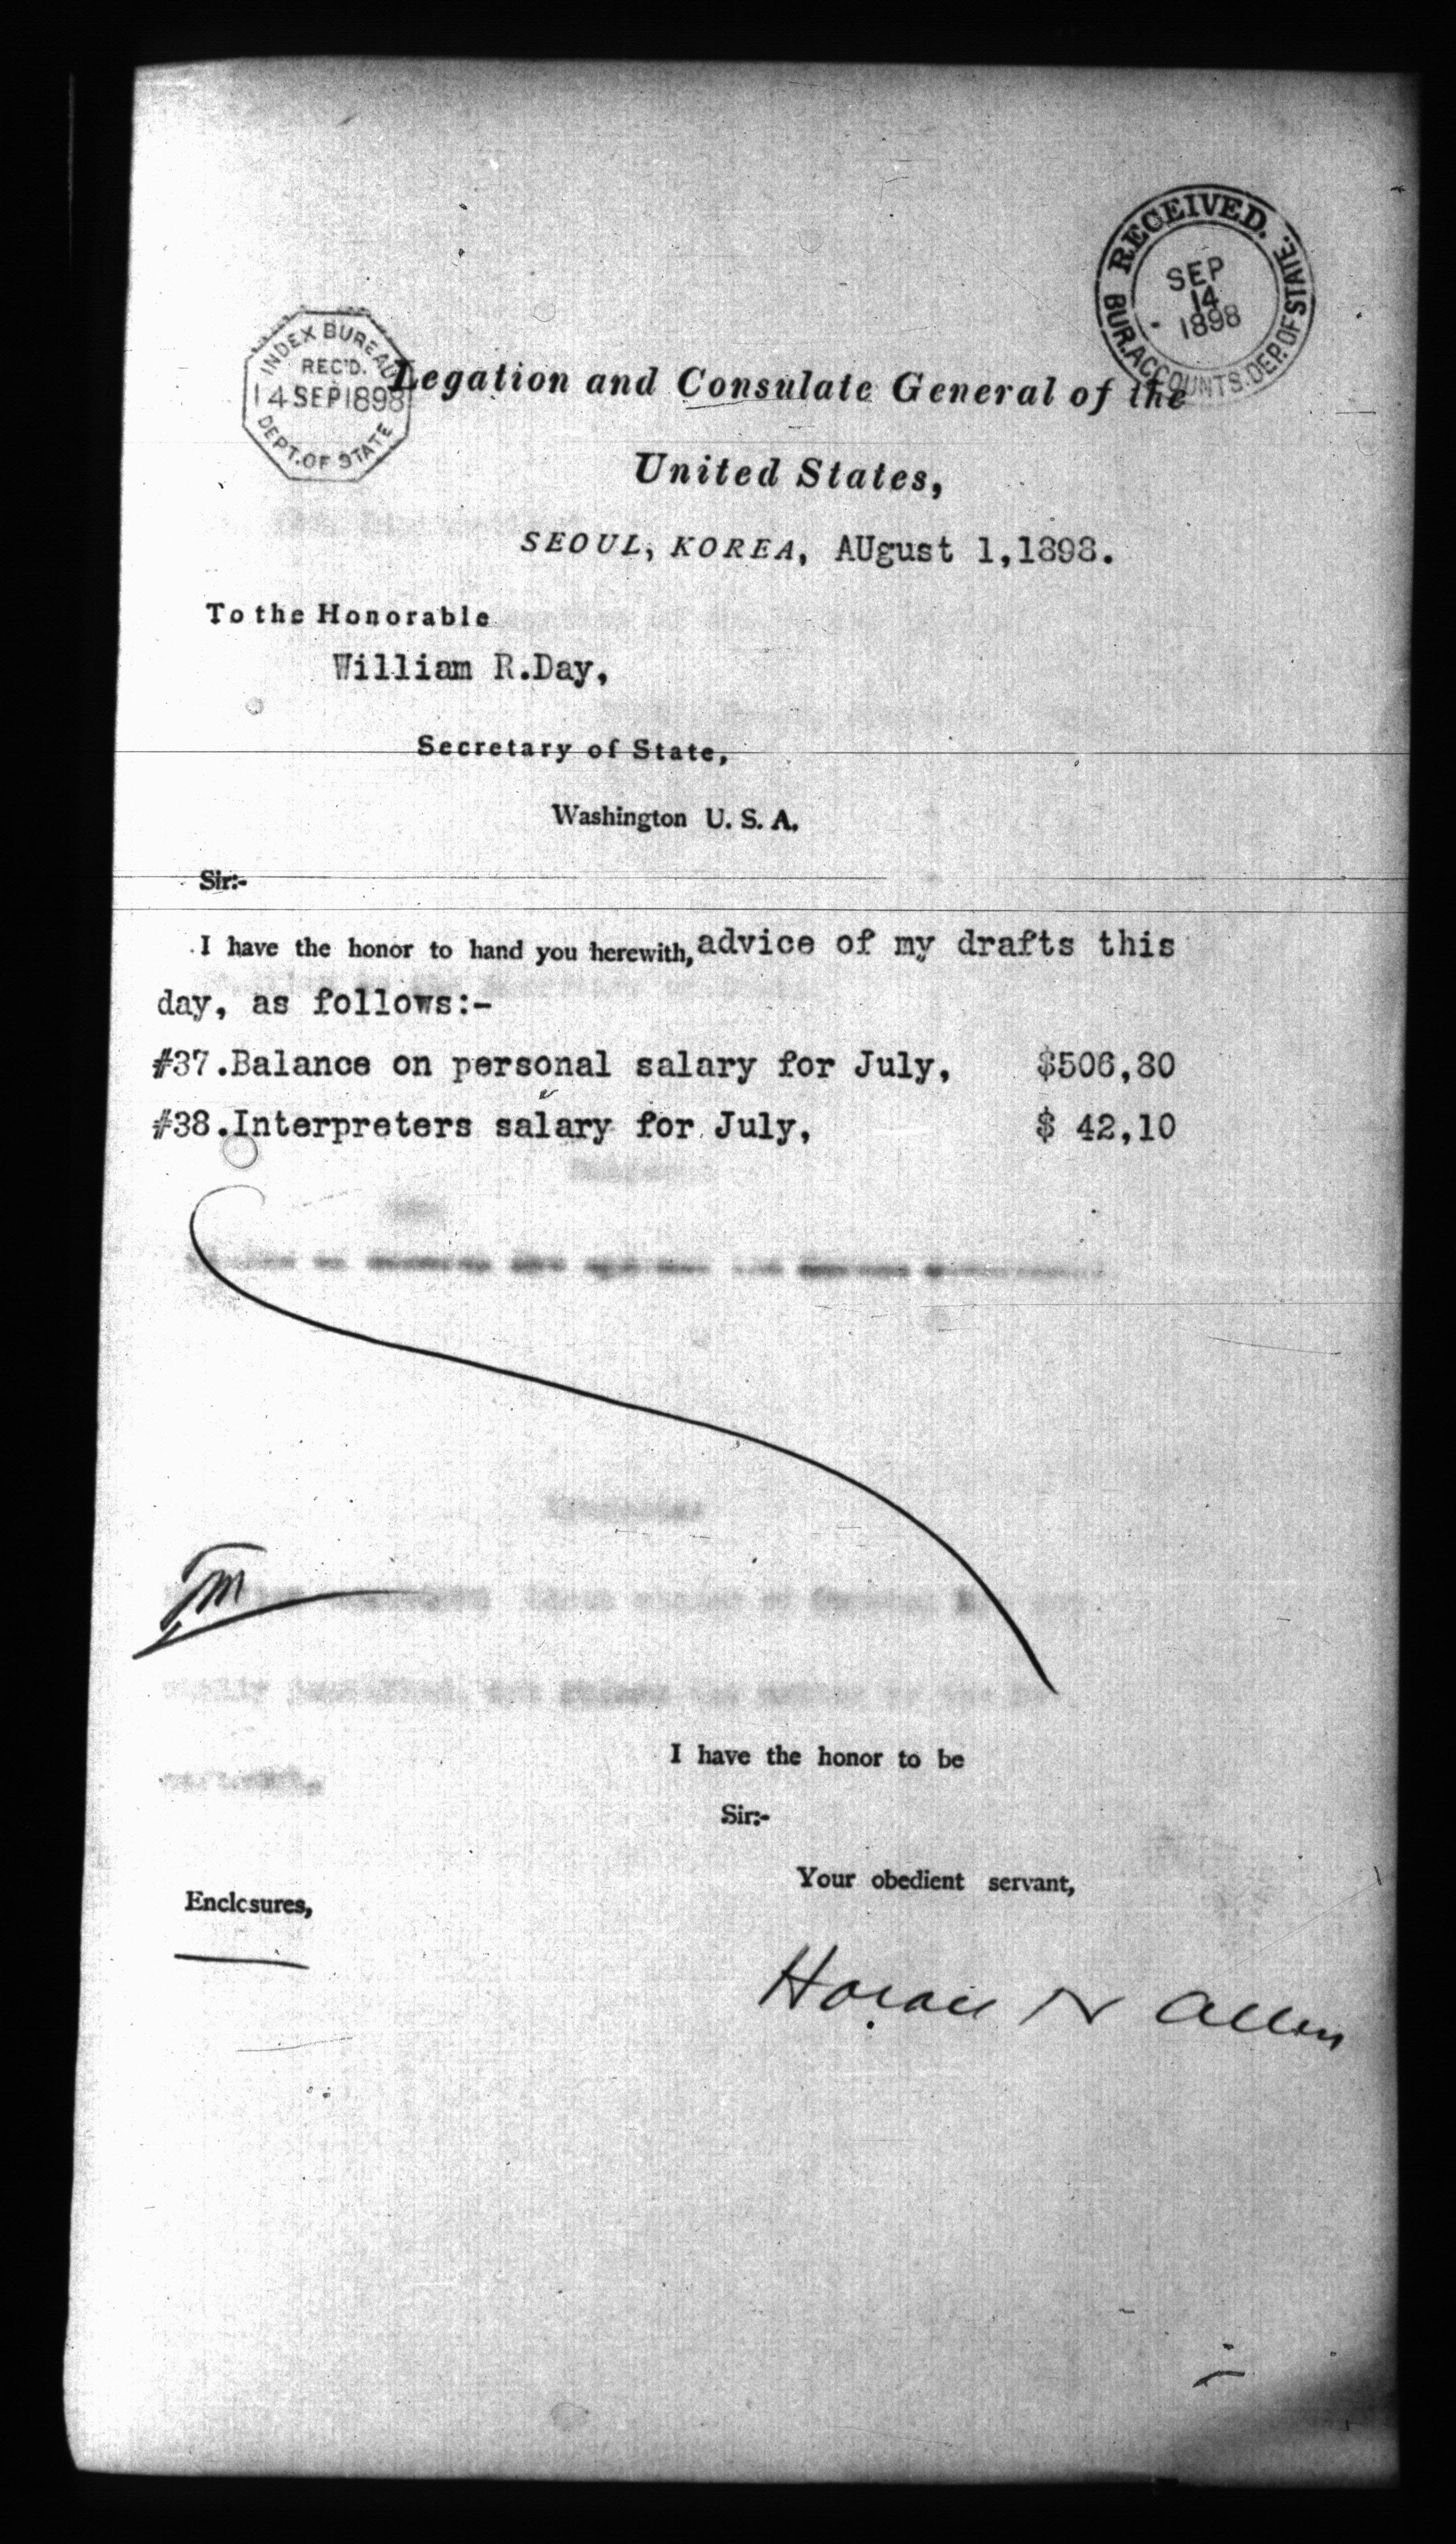 RECEIVED.
SEP
14
1898
BUR. ACCOUNTS. DEP. OF STATE.
INDEX BUREAU
REC'D.
14 SEP 1898
DEPT. OF STATE
Legation and Consulate General of the
United States,
SEOUL, KOREA, AUgust 1,1898.
To the Honorable
William R.Day,
Secretary of State,
Washington U. S. A.
Sir:-
I have the honor to hand you herewith, advice of my drafts this
day, as follows:-
#37.Balance on personal salary for July, $506,80
#38.Interpreters salary for July, $ 42,10
I have the honor to be
Sir:-
Your obedient servant,
Enclosures,
Horace N Allen